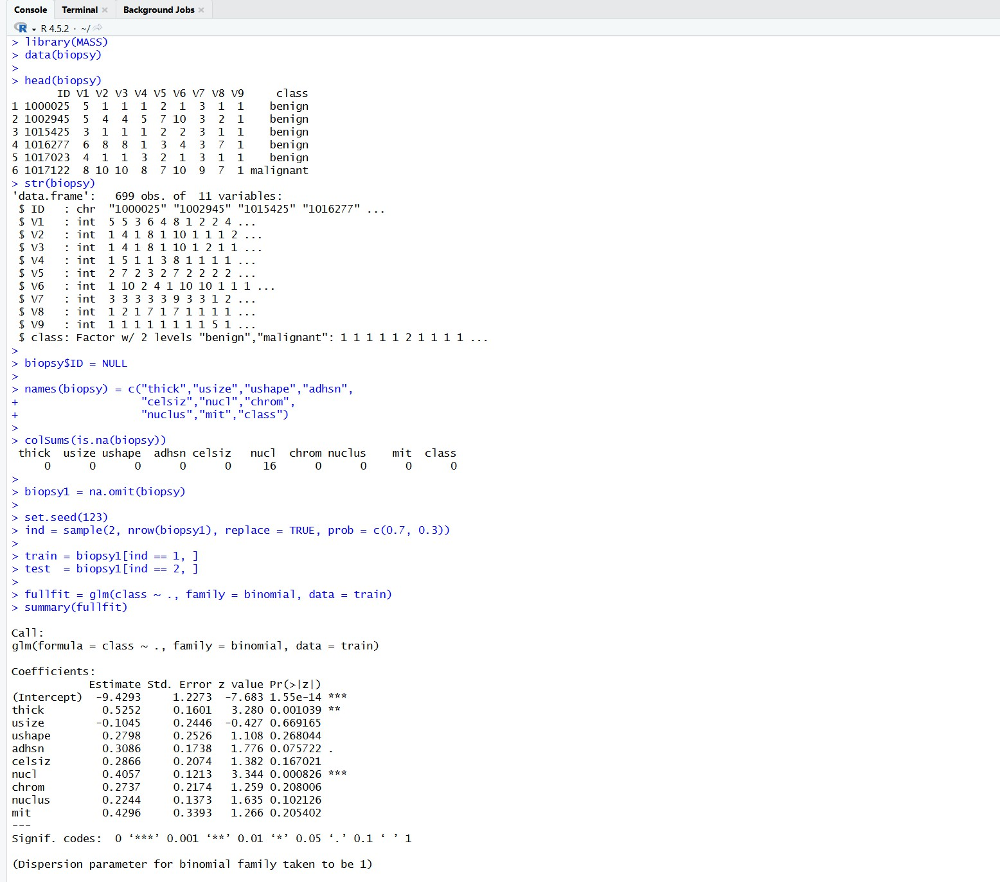 Console Terminal Background Jobs
R R 4.5.2 · ~/
> library(MASS)
> data(biopsy)
>
> head(biopsy)
       ID V1 V2 V3 V4 V5 V6 V7 V8 V9     class
1 1000025  5  1  1  1  2  1  3  1  1    benign
2 1002945  5  4  4  5  7 10  3  2  1    benign
3 1015425  3  1  1  1  2  2  3  1  1    benign
4 1016277  6  8  8  1  3  4  3  7  1    benign
5 1017023  4  1  1  3  2  1  3  1  1    benign
6 1017122  8 10 10  8  7 10  9  7  1 malignant
> str(biopsy)
'data.frame':   699 obs. of  11 variables:
 $ ID   : chr  "1000025" "1002945" "1015425" "1016277" ...
 $ V1   : int  5 5 3 6 4 8 1 2 2 4 ...
 $ V2   : int  1 4 1 8 1 10 1 1 1 2 ...
 $ V3   : int  1 4 1 8 1 10 1 2 1 1 ...
 $ V4   : int  1 5 1 1 3 8 1 1 1 1 ...
 $ V5   : int  2 7 2 3 2 7 2 2 2 2 ...
 $ V6   : int  1 10 2 4 1 10 10 1 1 1 ...
 $ V7   : int  3 3 3 3 3 9 3 3 1 2 ...
 $ V8   : int  1 2 1 7 1 7 1 1 1 1 ...
 $ V9   : int  1 1 1 1 1 1 1 1 5 1 ...
 $ class: Factor w/ 2 levels "benign","malignant": 1 1 1 1 1 2 1 1 1 1 ...
>
> biopsy$ID = NULL
>
> names(biopsy) = c("thick","usize","ushape","adhsn",
+                   "celsiz","nucl","chrom",
+                   "nuclus","mit","class")
>
> colSums(is.na(biopsy))
 thick  usize ushape  adhsn celsiz   nucl  chrom nuclus    mit  class
     0      0      0      0      0     16      0      0      0      0
>
> biopsy1 = na.omit(biopsy)
>
> set.seed(123)
> ind = sample(2, nrow(biopsy1), replace = TRUE, prob = c(0.7, 0.3))
>
> train = biopsy1[ind == 1, ]
> test  = biopsy1[ind == 2, ]
>
> fullfit = glm(class ~ ., family = binomial, data = train)
> summary(fullfit)

Call:
glm(formula = class ~ ., family = binomial, data = train)

Coefficients:
            Estimate Std. Error z value Pr(>|z|)
(Intercept)  -9.4293     1.2273  -7.683 1.55e-14 ***
thick         0.5252     0.1601   3.280 0.001039 **
usize        -0.1045     0.2446  -0.427 0.669165
ushape        0.2798     0.2526   1.108 0.268044
adhsn         0.3086     0.1738   1.776 0.075722 .
celsiz        0.2866     0.2074   1.382 0.167021
nucl          0.4057     0.1213   3.344 0.000826 ***
chrom         0.2737     0.2174   1.259 0.208006
nuclus        0.2244     0.1373   1.635 0.102126
mit           0.4296     0.3393   1.266 0.205402
---
Signif. codes:  0 ‘***’ 0.001 ‘**’ 0.01 ‘*’ 0.05 ‘.’ 0.1 ‘ ’ 1

(Dispersion parameter for binomial family taken to be 1)